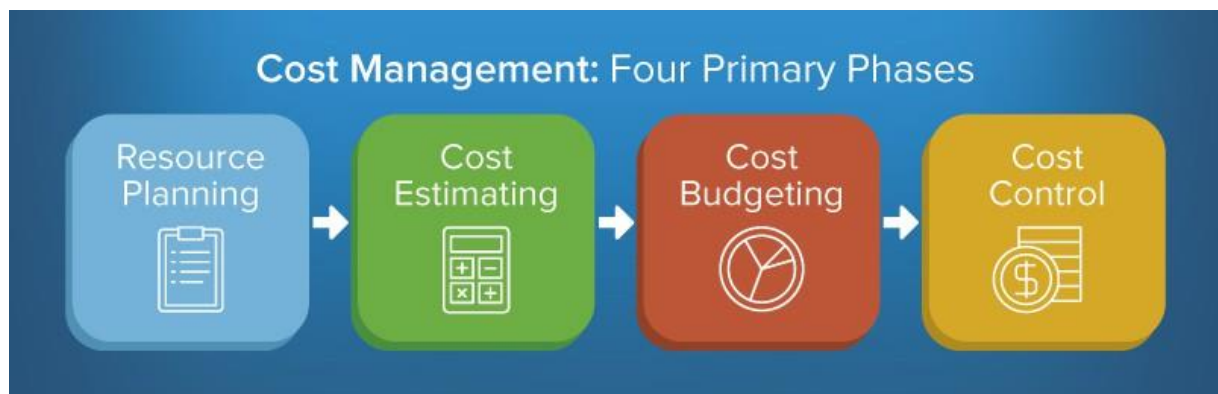 Cost Management: Four Primary Phases
Resource
Planning
Cost
Estimating
Cost
Budgeting
Cost
Control
$